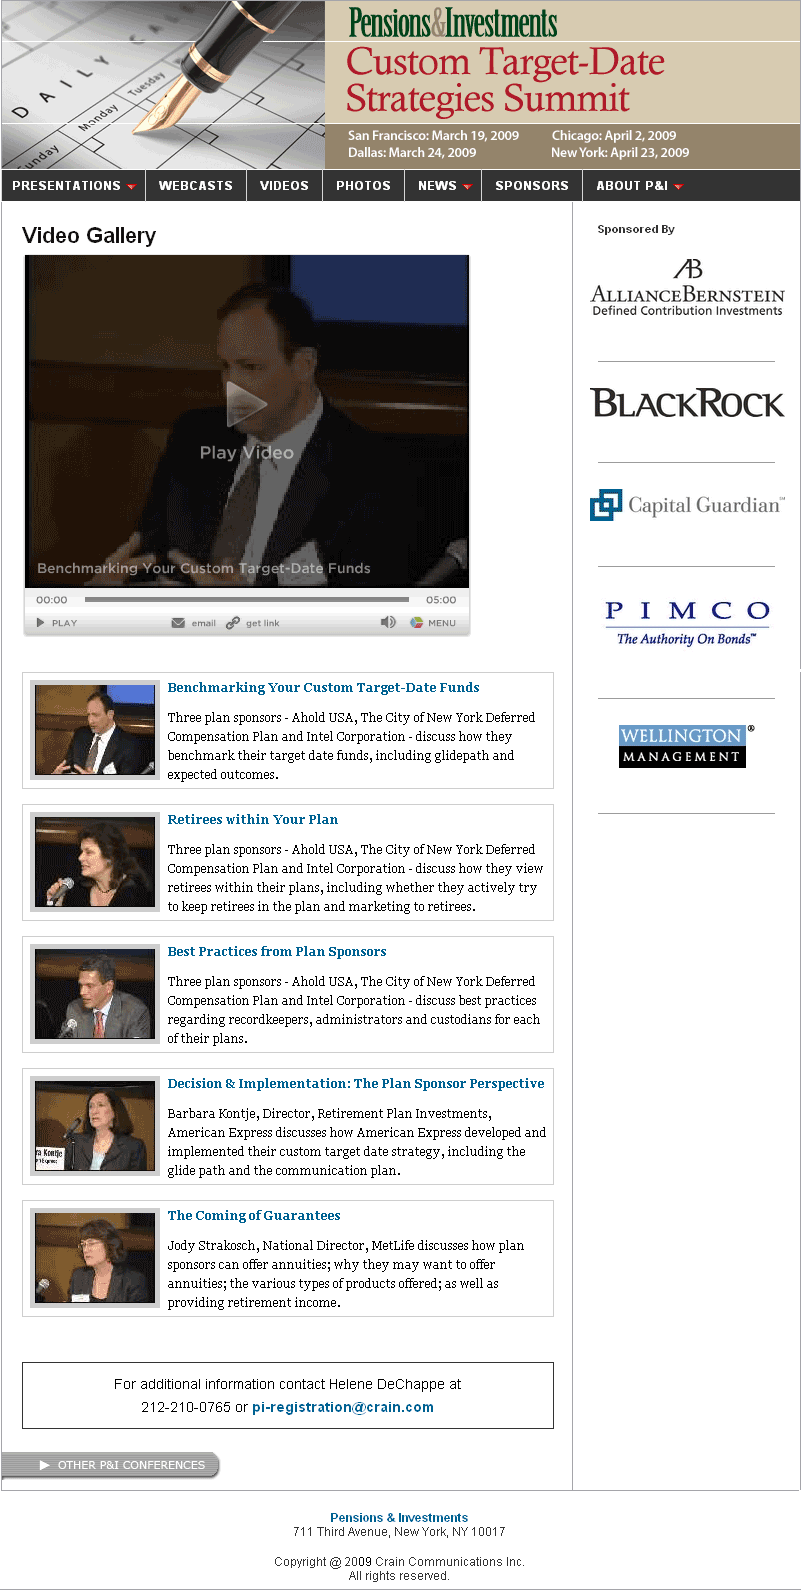 DAILY CA
Sunday
Monday
Tuesday
Pensions&Investments
Custom Target-Date
Strategies Summit
San Francisco: March 19, 2009 Chicago: April 2, 2009
Dallas: March 24, 2009 New York: April 23, 2009
PRESENTATIONS WEBCASTS VIDEOS PHOTOS NEWS SPONSORS ABOUT P&I
Video Gallery
Play Video
Benchmarking Your Custom Target-Date Funds
00:00 05:00
PLAY email get link MENU
Benchmarking Your Custom Target-Date Funds
Three plan sponsors - Ahold USA, The City of New York Deferred
Compensation Plan and Intel Corporation - discuss how they
benchmark their target date funds, including glidepath and
expected outcomes.
Retirees within Your Plan
Three plan sponsors - Ahold USA, The City of New York Deferred
Compensation Plan and Intel Corporation - discuss how they view
retirees within their plans, including whether they actively try
to keep retirees in the plan and marketing to retirees.
Best Practices from Plan Sponsors
Three plan sponsors - Ahold USA, The City of New York Deferred
Compensation Plan and Intel Corporation - discuss best practices
regarding recordkeepers, administrators and custodians for each
of their plans.
ra Kontje
n Express
Decision & Implementation: The Plan Sponsor Perspective
Barbara Kontje, Director, Retirement Plan Investments,
American Express discusses how American Express developed and
implemented their custom target date strategy, including the
glide path and the communication plan.
The Coming of Guarantees
Jody Strakosch, National Director, MetLife discusses how plan
sponsors can offer annuities; why they may want to offer
annuities; the various types of products offered; as well as
providing retirement income.
For additional information contact Helene DeChappe at
212-210-0765 or pi-registration@crain.com
OTHER P&I CONFERENCES
Sponsored By
AB
ALLIANCEBERNSTEIN
Defined Contribution Investments
BLACKROCK
Capital Guardian™
PIMCO
The Authority On Bonds™
WELLINGTON®
MANAGEMENT
Pensions & Investments
711 Third Avenue, New York, NY 10017
Copyright @ 2009 Crain Communications Inc.
All rights reserved.